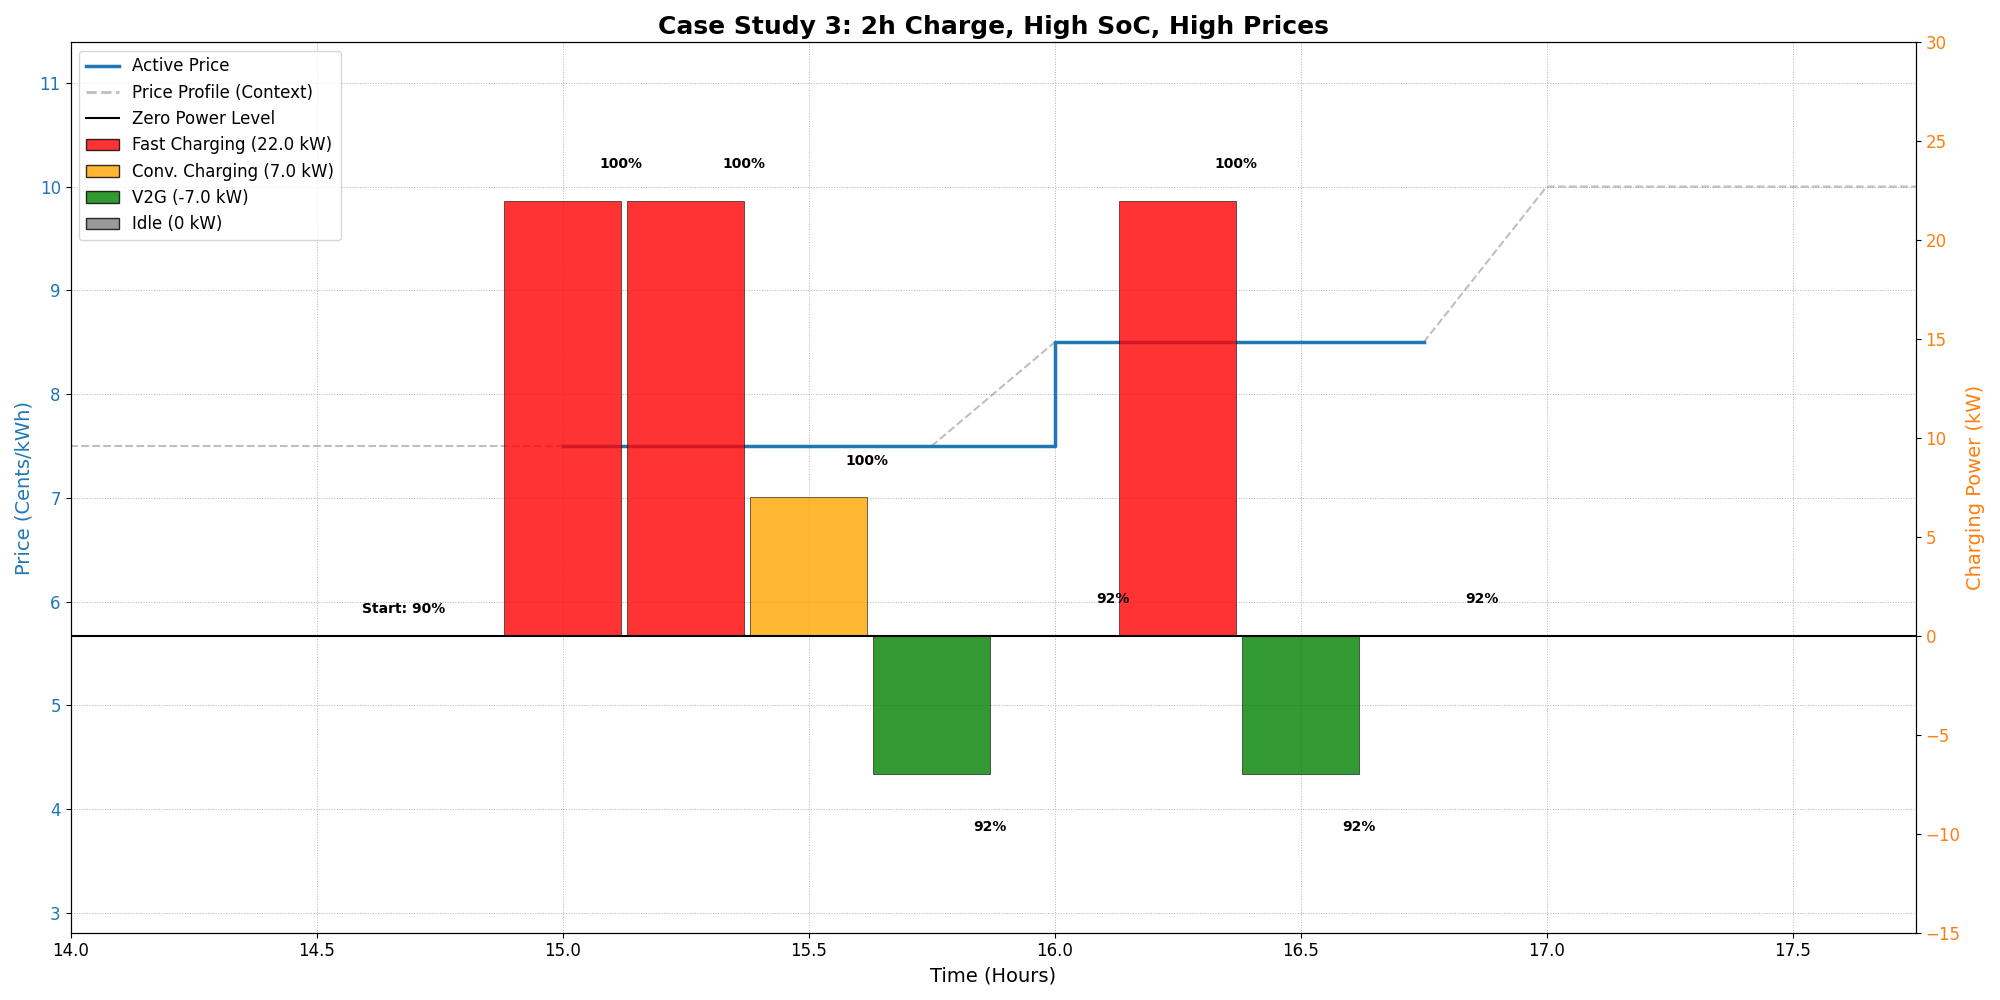 Case Study 3: 2h Charge, High SoC, High Prices
Active Price
Price Profile (Context)
Zero Power Level
Fast Charging (22.0 kW)
Conv. Charging (7.0 kW)
V2G (-7.0 kW)
Idle (0 kW)
Price (Cents/kWh)
11
10
9
8
7
6
5
4
3
100%
100%
100%
100%
Start: 90%
92%
92%
92%
92%
30
25
20
15
10
5
0
−5
−10
−15
Charging Power (kW)
14.0
14.5
15.0
15.5
16.0
16.5
17.0
17.5
Time (Hours)